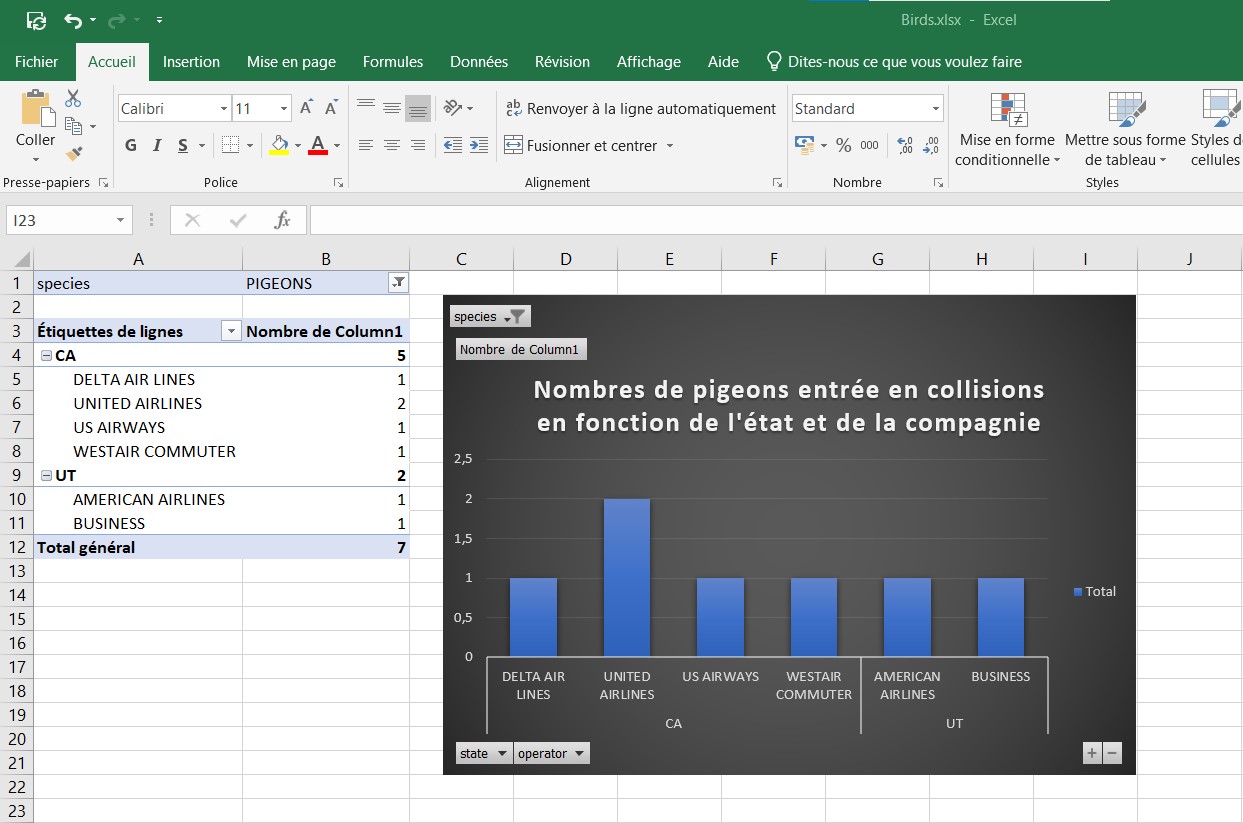 Birds.xlsx - Excel
Fichier Accueil Insertion Mise en page Formules Données Révision Affichage Aide Dites-nous ce que vous voulez faire
Coller
Presse-papiers
Calibri 11 A A
G I S A
Police
ab Renvoyer à la ligne automatiquement
Fusionner et centrer
Alignement
Standard
% 000 ,00 ,00
Nombre
Mise en forme conditionnelle
Mettre sous forme de tableau
Styles d
cellules
Styles
I23 fx
A B C D E F G H I J
1 species PIGEONS
2
3 Étiquettes de lignes Nombre de Column1
4 CA 5
5 DELTA AIR LINES 1
6 UNITED AIRLINES 2
7 US AIRWAYS 1
8 WESTAIR COMMUTER 1
9 UT 2
10 AMERICAN AIRLINES 1
11 BUSINESS 1
12 Total général 7
13
14
15
16
17
18
19
20
21
22
23
species
Nombre de Column1
Nombres de pigeons entrée en collisions
en fonction de l'état et de la compagnie
2,5
2
1,5
1
0,5
0
Total
DELTA AIR LINES UNITED AIRLINES US AIRWAYS WESTAIR COMMUTER AMERICAN AIRLINES BUSINESS
CA UT
state operator + −